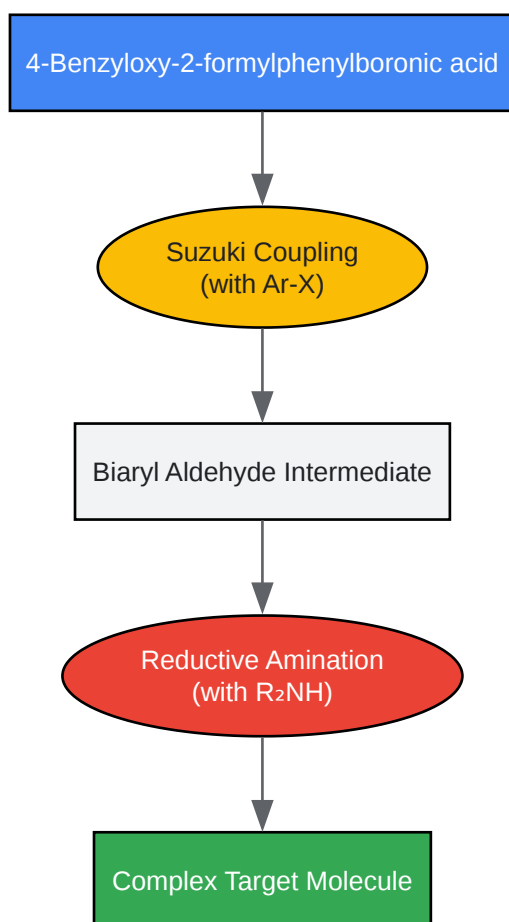 4-Benzyloxy-2-formylphenylboronic acid
Suzuki Coupling
(with Ar-X)
Biaryl Aldehyde Intermediate
Reductive Amination
(with R₂NH)
Complex Target Molecule